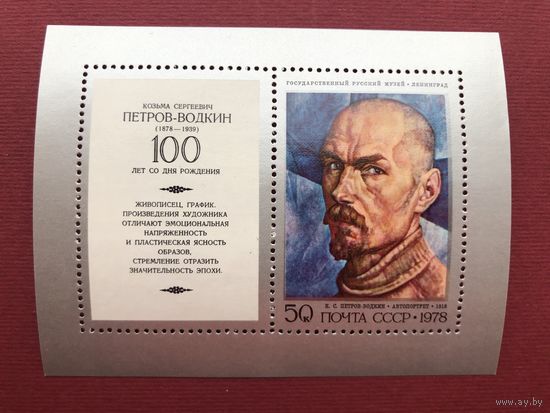 КОЗЬМА СЕРГЕЕВИЧ
ПЕТРОВ-ВОДКИН
(1878—1939)
100
ЛЕТ СО ДНЯ РОЖДЕНИЯ
ЖИВОПИСЕЦ, ГРАФИК.
ПРОИЗВЕДЕНИЯ ХУДОЖНИКА
ОТЛИЧАЮТ ЭМОЦИОНАЛЬНАЯ
НАПРЯЖЕННОСТЬ
И ПЛАСТИЧЕСКАЯ ЯСНОСТЬ
ОБРАЗОВ,
СТРЕМЛЕНИЕ ОТРАЗИТЬ
ЗНАЧИТЕЛЬНОСТЬ ЭПОХИ.
ГОСУДАРСТВЕННЫЙ РУССКИЙ МУЗЕЙ • ЛЕНИНГРАД
К. С. ПЕТРОВ-ВОДКИН • АВТОПОРТРЕТ • 1918
50к ПОЧТА СССР • 1978
www.ay.by